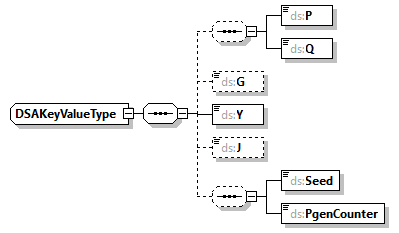 ds:P
ds:Q
ds:G
DSAKeyValueType
ds:Y
ds:J
ds:Seed
ds:PgenCounter